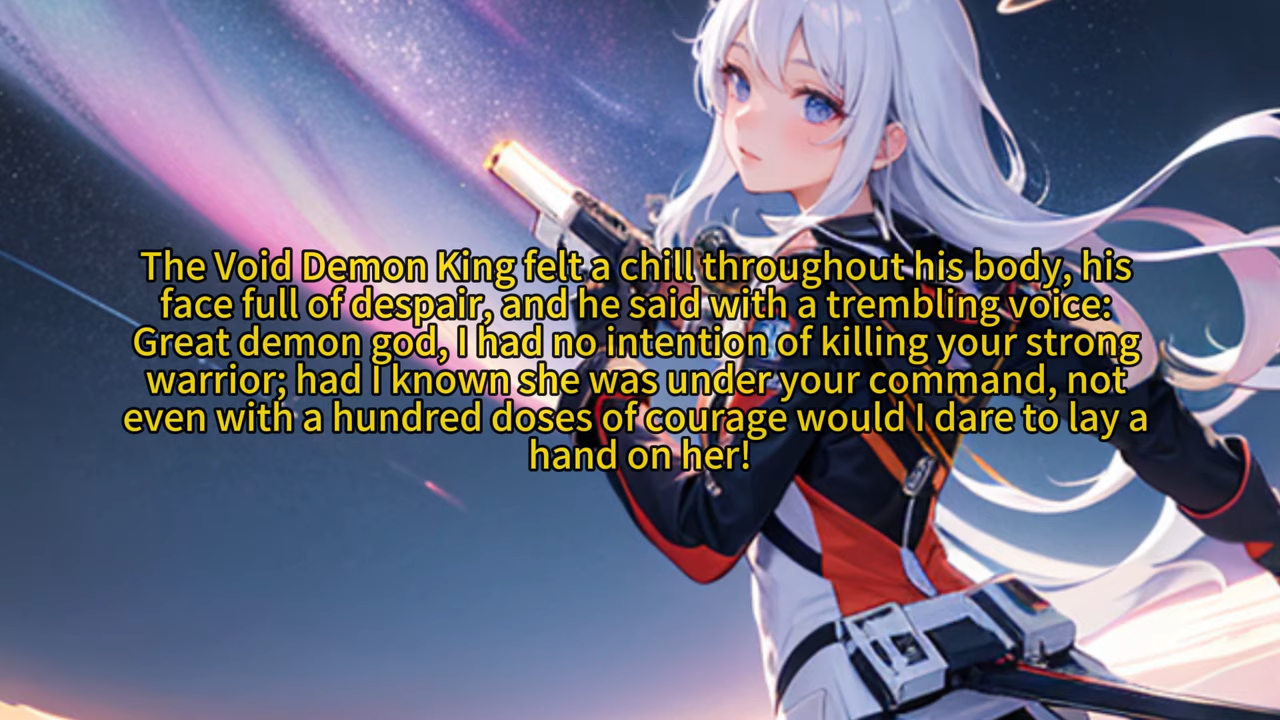 The Void Demon King felt a chill throughout his body, his
face full of despair, and he said with a trembling voice:
Great demon god, I had no intention of killing your strong
warrior; had I known she was under your command, not
even with a hundred doses of courage would I dare to lay a
hand on her!